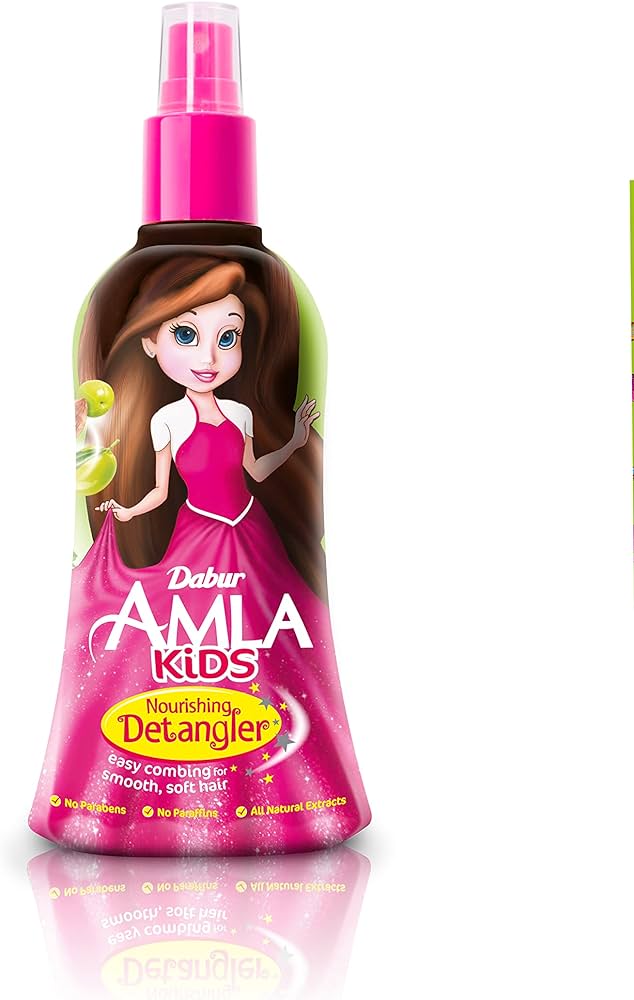 Dabur
AMLA
KiDS
Nourishing
Detangler
easy combing for
smooth, soft hair
No Parabens No Paraffins All Natural Extracts